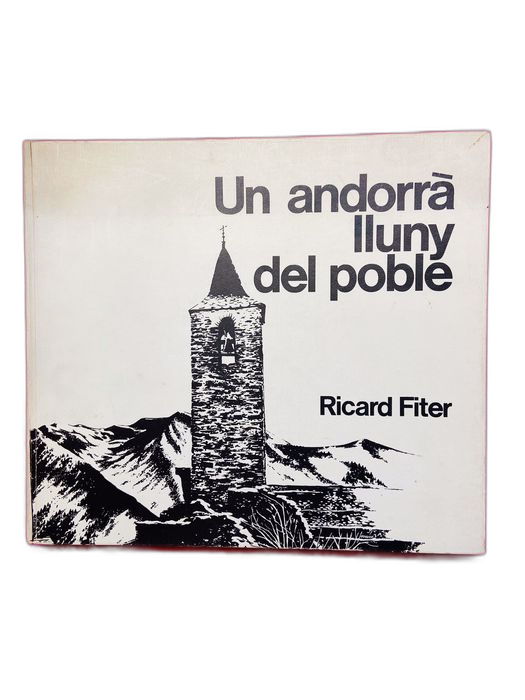 Un andorrà
lluny
del poble
Ricard Fiter